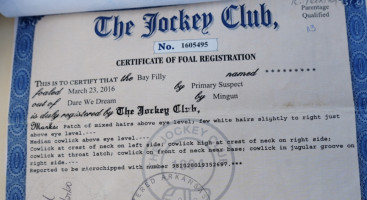 Parentage
Qualified
The Jockey Club,
No. 1605495
CERTIFICATE OF FOAL REGISTRATION
THIS IS TO CERTIFY THAT the Bay Filly named *********
foaled March 23, 2016 by Primary Suspect
out of Dare We Dream by Mingun
is duly registered by The Jockey Club,
Marks: Patch of mixed hairs above eye level; few white hairs slightly to right just
above eye level.---
Median cowlick above eye level.---
Cowlick at crest of neck on left side; cowlick high at crest of neck on right side;
cowlick at throat latch; cowlick on front of neck near base; cowlick in jugular groove on
right side.---
Reported to be microchipped with number
THE JOCKEY CLUB